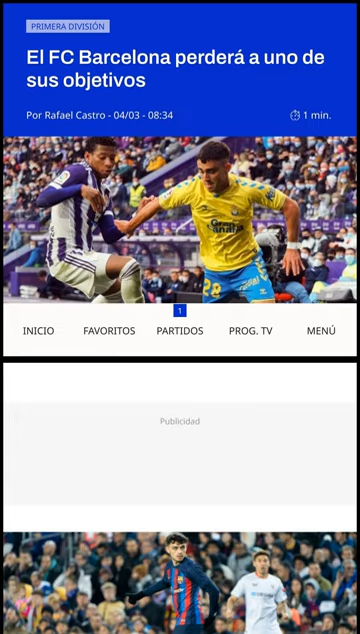 PRIMERA DIVISIÓN
El FC Barcelona perderá a uno de
sus objetivos
Por Rafael Castro - 04/03 - 08:34
1 min.
Gran
Canaria
28
1
INICIO
FAVORITOS
PARTIDOS
PROG. TV
MENÚ
Publicidad